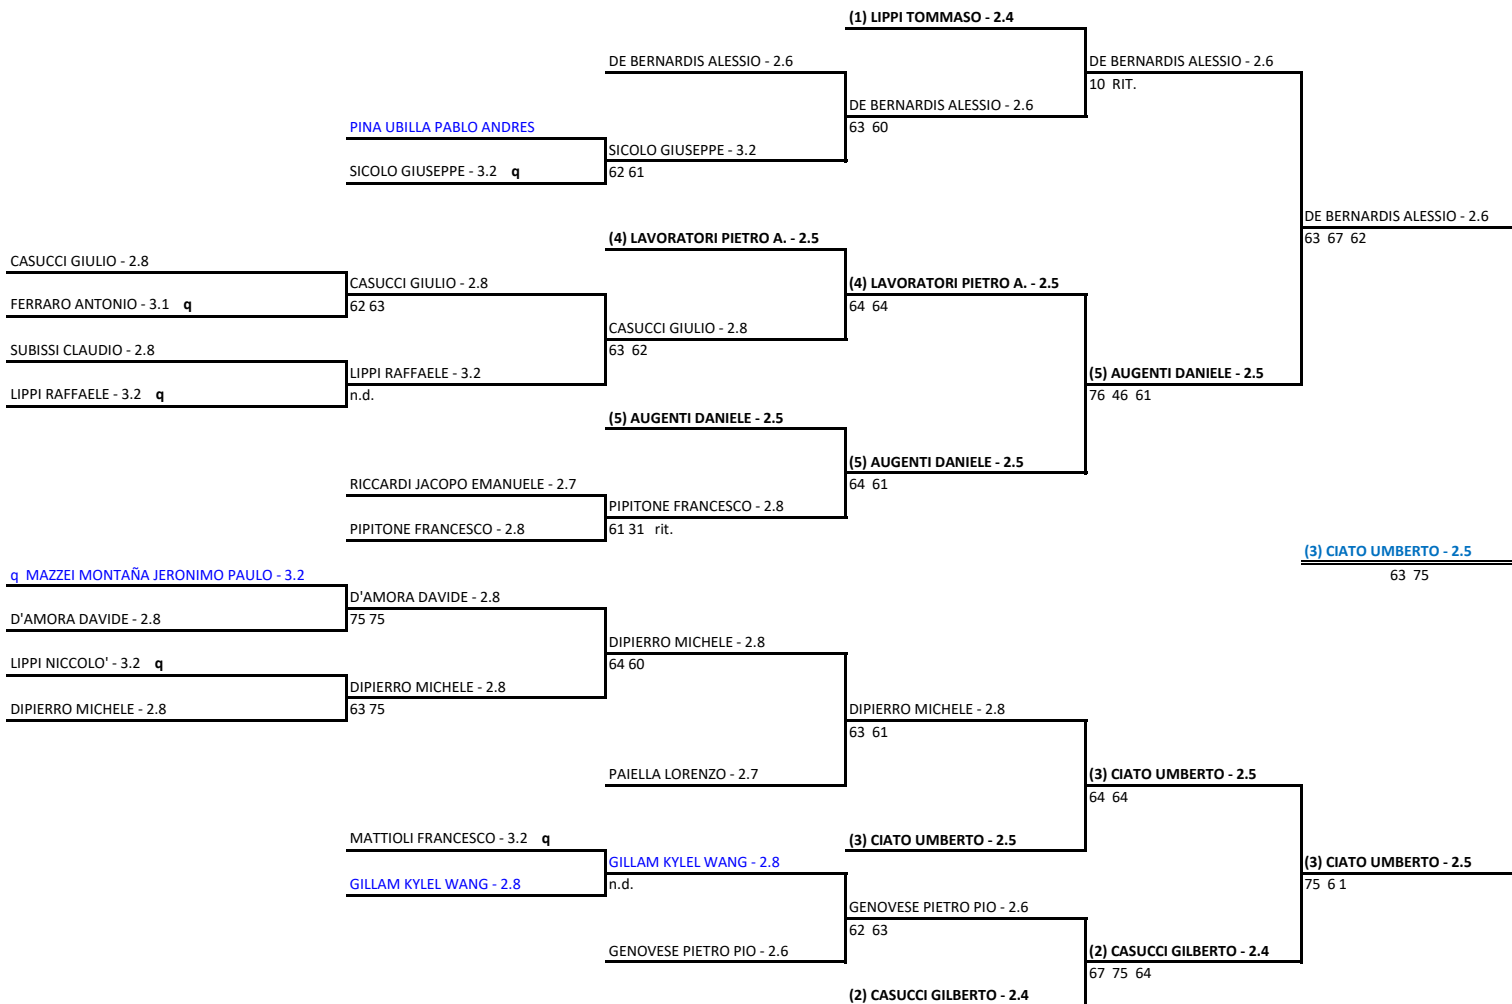 (1) LIPPI TOMMASO - 2.4
DE BERNARDIS ALESSIO - 2.6
DE BERNARDIS ALESSIO - 2.6
10 RIT.
DE BERNARDIS ALESSIO - 2.6
63 60
PINA UBILLA PABLO ANDRES
SICOLO GIUSEPPE - 3.2
62 61
SICOLO GIUSEPPE - 3.2 q
DE BERNARDIS ALESSIO - 2.6
63 67 62
(4) LAVORATORI PIETRO A. - 2.5
CASUCCI GIULIO - 2.8
CASUCCI GIULIO - 2.8
62 63
(4) LAVORATORI PIETRO A. - 2.5
64 64
FERRARO ANTONIO - 3.1 q
CASUCCI GIULIO - 2.8
63 62
SUBISSI CLAUDIO - 2.8
LIPPI RAFFAELE - 3.2
n.d.
(5) AUGENTI DANIELE - 2.5
76 46 61
LIPPI RAFFAELE - 3.2 q
(5) AUGENTI DANIELE - 2.5
(5) AUGENTI DANIELE - 2.5
64 61
RICCARDI JACOPO EMANUELE - 2.7
PIPITONE FRANCESCO - 2.8
61 31 rit.
PIPITONE FRANCESCO - 2.8
(3) CIATO UMBERTO - 2.5
63 75
q MAZZEI MONTAÑA JERONIMO PAULO - 3.2
D'AMORA DAVIDE - 2.8
75 75
D'AMORA DAVIDE - 2.8
DIPIERRO MICHELE - 2.8
64 60
LIPPI NICCOLO' - 3.2 q
DIPIERRO MICHELE - 2.8
63 75
DIPIERRO MICHELE - 2.8
DIPIERRO MICHELE - 2.8
63 61
PAIELLA LORENZO - 2.7
(3) CIATO UMBERTO - 2.5
64 64
MATTIOLI FRANCESCO - 3.2 q
(3) CIATO UMBERTO - 2.5
GILLAM KYLEL WANG - 2.8
n.d.
(3) CIATO UMBERTO - 2.5
75 6 1
GILLAM KYLEL WANG - 2.8
GENOVESE PIETRO PIO - 2.6
62 63
GENOVESE PIETRO PIO - 2.6
(2) CASUCCI GILBERTO - 2.4
67 75 64
(2) CASUCCI GILBERTO - 2.4